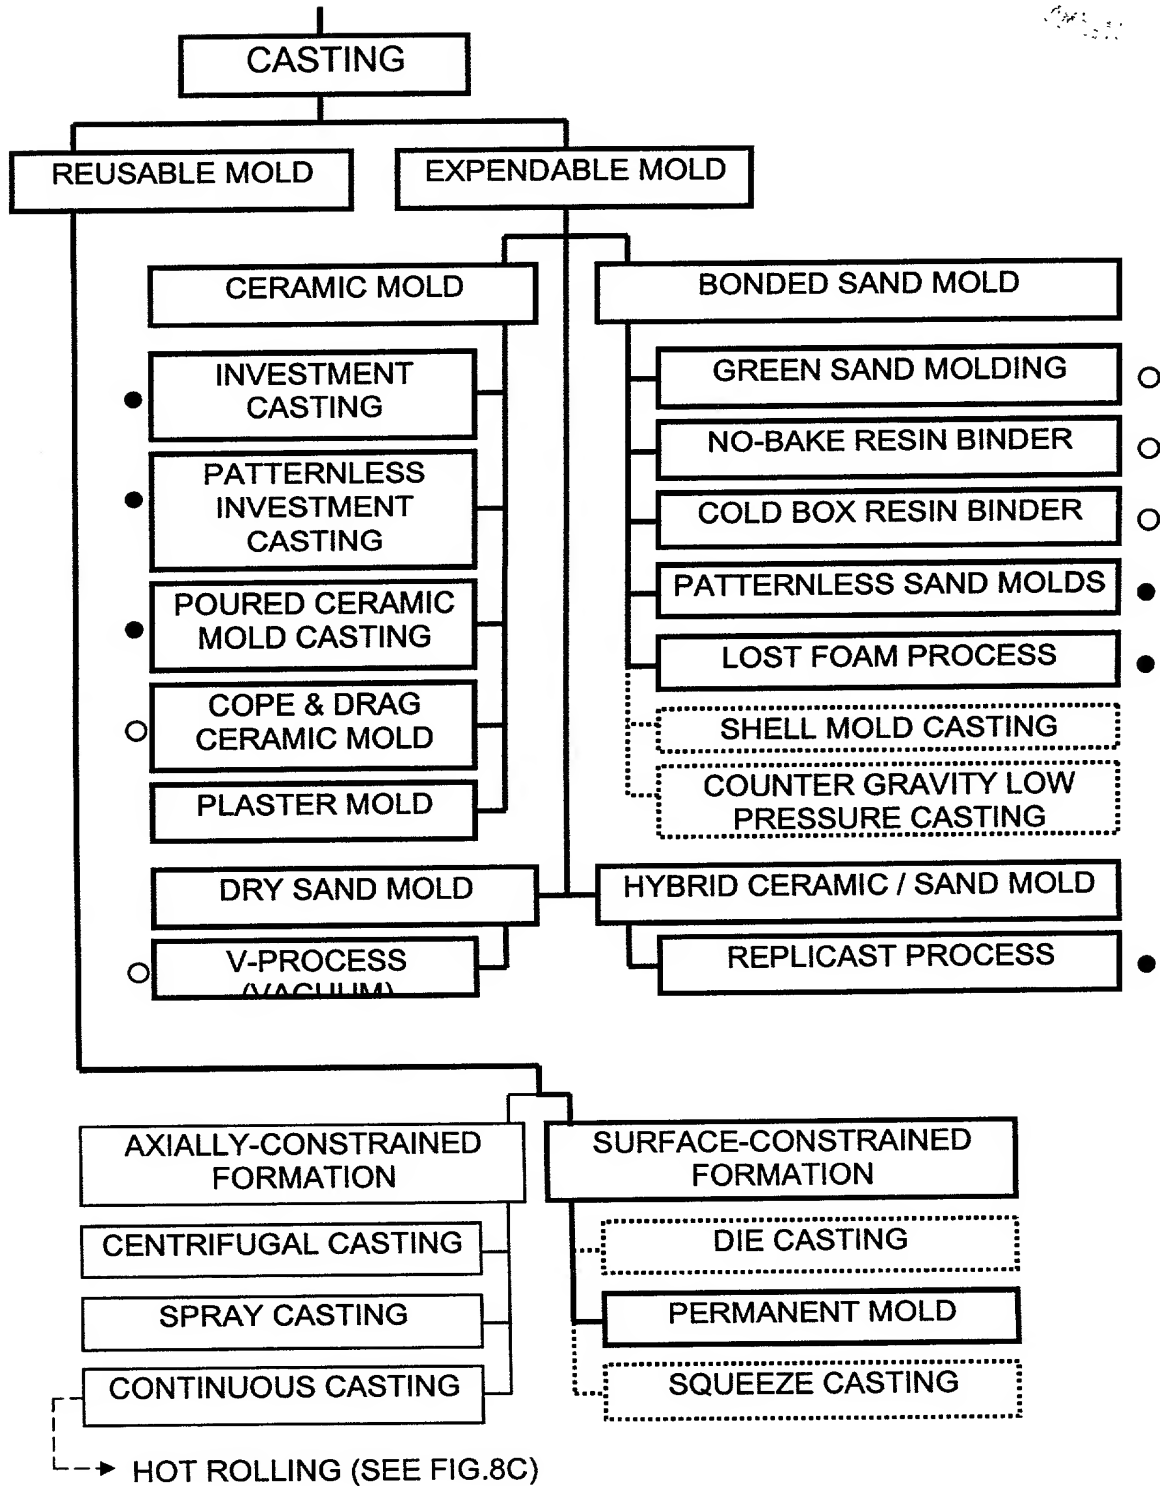 CASTING
REUSABLE MOLD
EXPENDABLE MOLD
CERAMIC MOLD
INVESTMENT
CASTING
PATTERNLESS
INVESTMENT
CASTING
POURED CERAMIC
MOLD CASTING
COPE & DRAG
CERAMIC MOLD
PLASTER MOLD
BONDED SAND MOLD
GREEN SAND MOLDING
NO-BAKE RESIN BINDER
COLD BOX RESIN BINDER
PATTERNLESS SAND MOLDS
LOST FOAM PROCESS
SHELL MOLD CASTING
COUNTER GRAVITY LOW
PRESSURE CASTING
DRY SAND MOLD
V-PROCESS
(VACUUM)
HYBRID CERAMIC / SAND MOLD
REPLICAST PROCESS
AXIALLY-CONSTRAINED
FORMATION
CENTRIFUGAL CASTING
SPRAY CASTING
CONTINUOUS CASTING
HOT ROLLING (SEE FIG.8C)
SURFACE-CONSTRAINED
FORMATION
DIE CASTING
PERMANENT MOLD
SQUEEZE CASTING